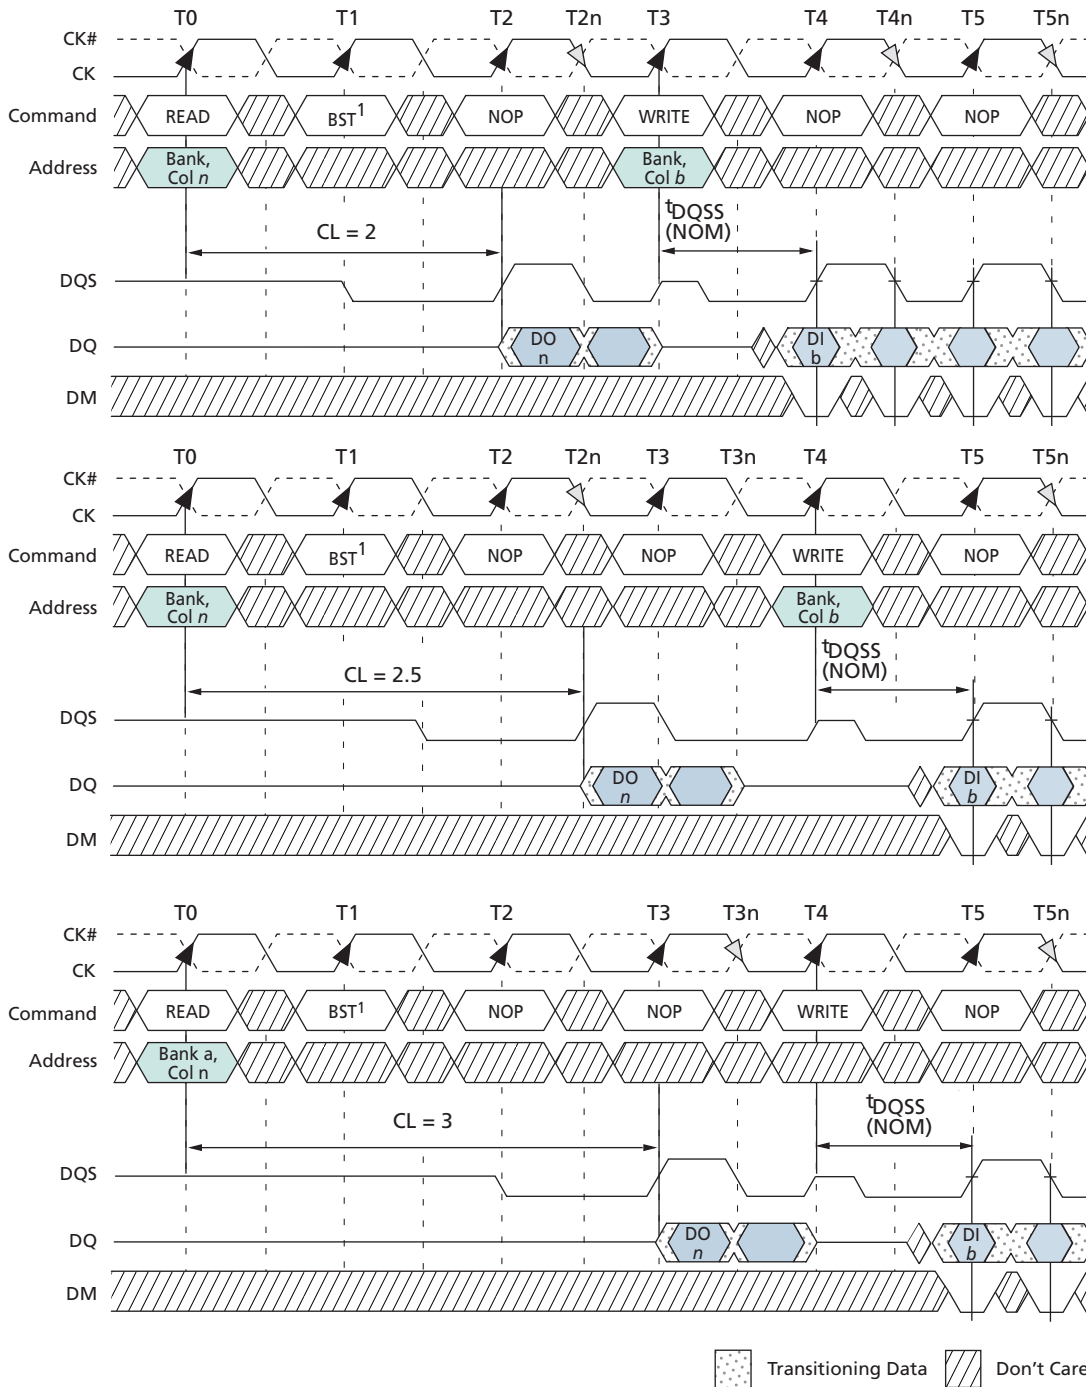 T0 T1 T2 T2n T3 T4 T4n T5 T5n
CK#
CK
Command READ BST1 NOP WRITE NOP NOP
Address Bank, Col n Bank, Col b
CL = 2
tDQSS (NOM)
DQS
DQ DO n DI b
DM
T0 T1 T2 T2n T3 T3n T4 T5 T5n
CK#
CK
Command READ BST1 NOP NOP WRITE NOP
Address Bank, Col n Bank, Col b
CL = 2.5
tDQSS (NOM)
DQS
DQ DO n DI b
DM
T0 T1 T2 T3 T3n T4 T5 T5n
CK#
CK
Command READ BST1 NOP NOP WRITE NOP
Address Bank a, Col n
CL = 3
tDQSS (NOM)
DQS
DQ DO n DI b
DM
Transitioning Data Don't Care